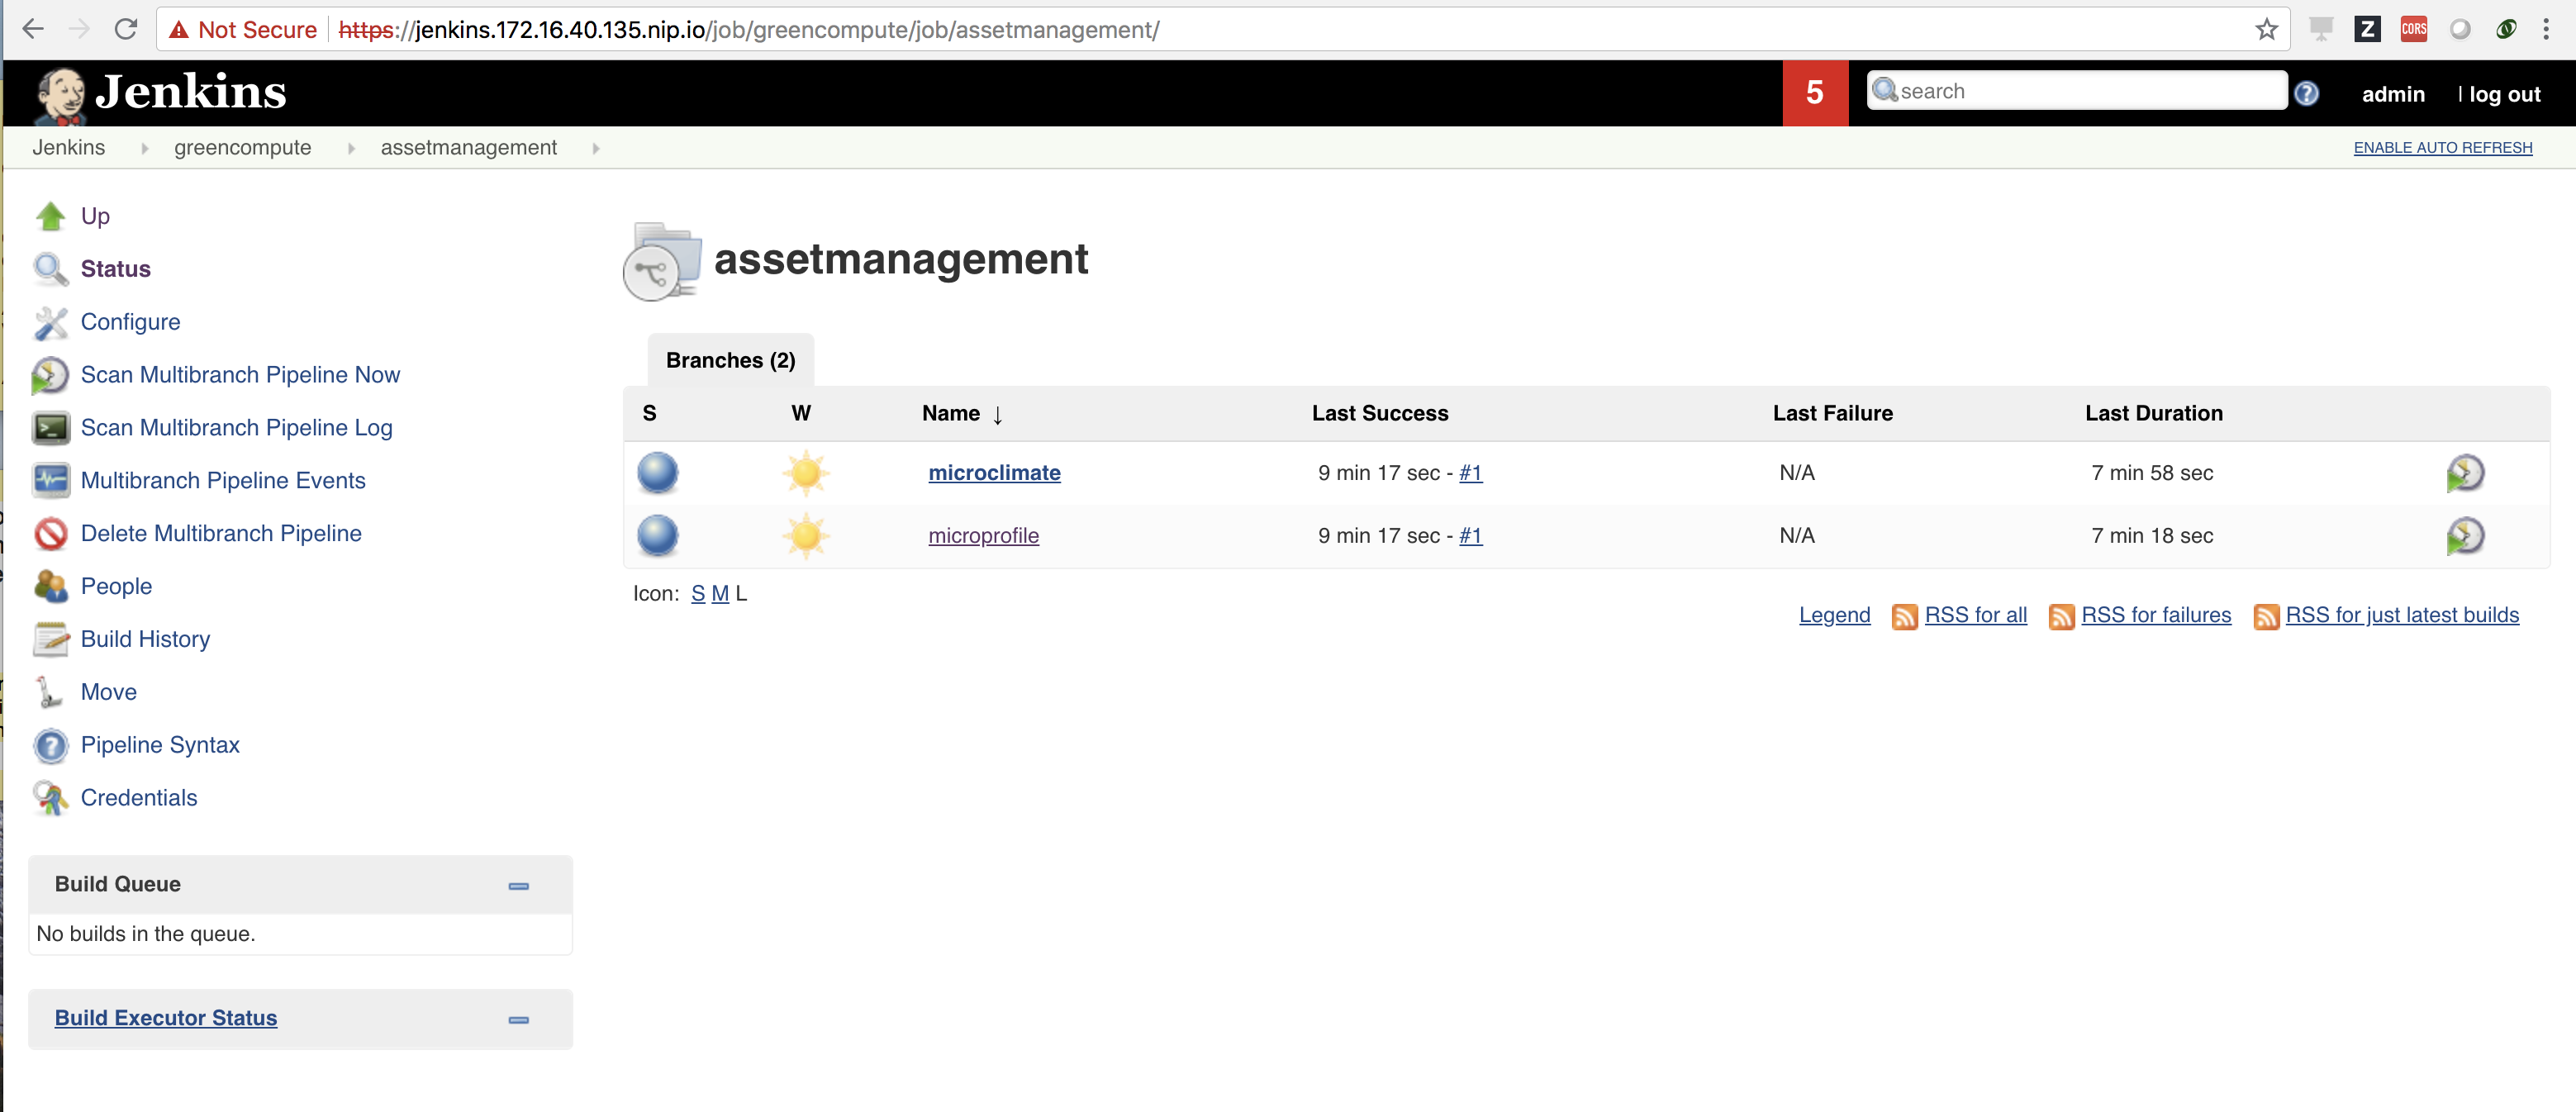 Not Secure https://jenkins.172.16.40.135.nip.io/job/greencompute/job/assetmanagement/
Z CORS
Jenkins 5 search admin | log out
Jenkins greencompute assetmanagement ENABLE AUTO REFRESH
Up
Status
Configure
Scan Multibranch Pipeline Now
Scan Multibranch Pipeline Log
Multibranch Pipeline Events
Delete Multibranch Pipeline
People
Build History
Move
Pipeline Syntax
Credentials
Build Queue
No builds in the queue.
Build Executor Status
assetmanagement
Branches (2)
S W Name ↓ Last Success Last Failure Last Duration
microclimate 9 min 17 sec - #1 N/A 7 min 58 sec
microprofile 9 min 17 sec - #1 N/A 7 min 18 sec
Icon: S M L
Legend RSS for all RSS for failures RSS for just latest builds